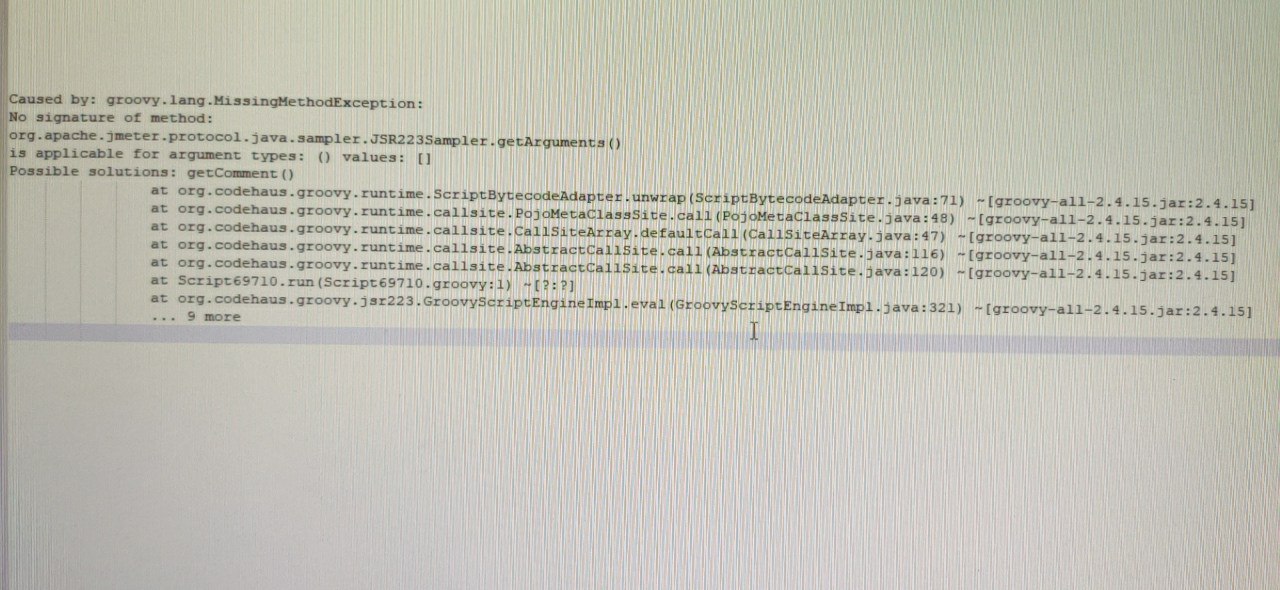 Caused by: groovy.lang.MissingMethodException:
No signature of method:
org.apache.jmeter.protocol.java.sampler.JSR223Sampler.getArguments()
is applicable for argument types: () values: []
Possible solutions: getComment()
at org.codehaus.groovy.runtime.ScriptBytecodeAdapter.unwrap(ScriptBytecodeAdapter.java:71) ~[groovy-all-2.4.15.jar:2.4.15]
at org.codehaus.groovy.runtime.callsite.PojoMetaClassSite.call(PojoMetaClassSite.java:48) ~[groovy-all-2.4.15.jar:2.4.15]
at org.codehaus.groovy.runtime.callsite.CallSiteArray.defaultCall(CallSiteArray.java:47) ~[groovy-all-2.4.15.jar:2.4.15]
at org.codehaus.groovy.runtime.callsite.AbstractCallSite.call(AbstractCallSite.java:116) ~[groovy-all-2.4.15.jar:2.4.15]
at org.codehaus.groovy.runtime.callsite.AbstractCallSite.call(AbstractCallSite.java:120) ~[groovy-all-2.4.15.jar:2.4.15]
at Script69710.run(Script69710.groovy:1) ~[?:?]
at org.codehaus.groovy.jsr223.GroovyScriptEngineImpl.eval(GroovyScriptEngineImpl.java:321) ~[groovy-all-2.4.15.jar:2.4.15]
... 9 more